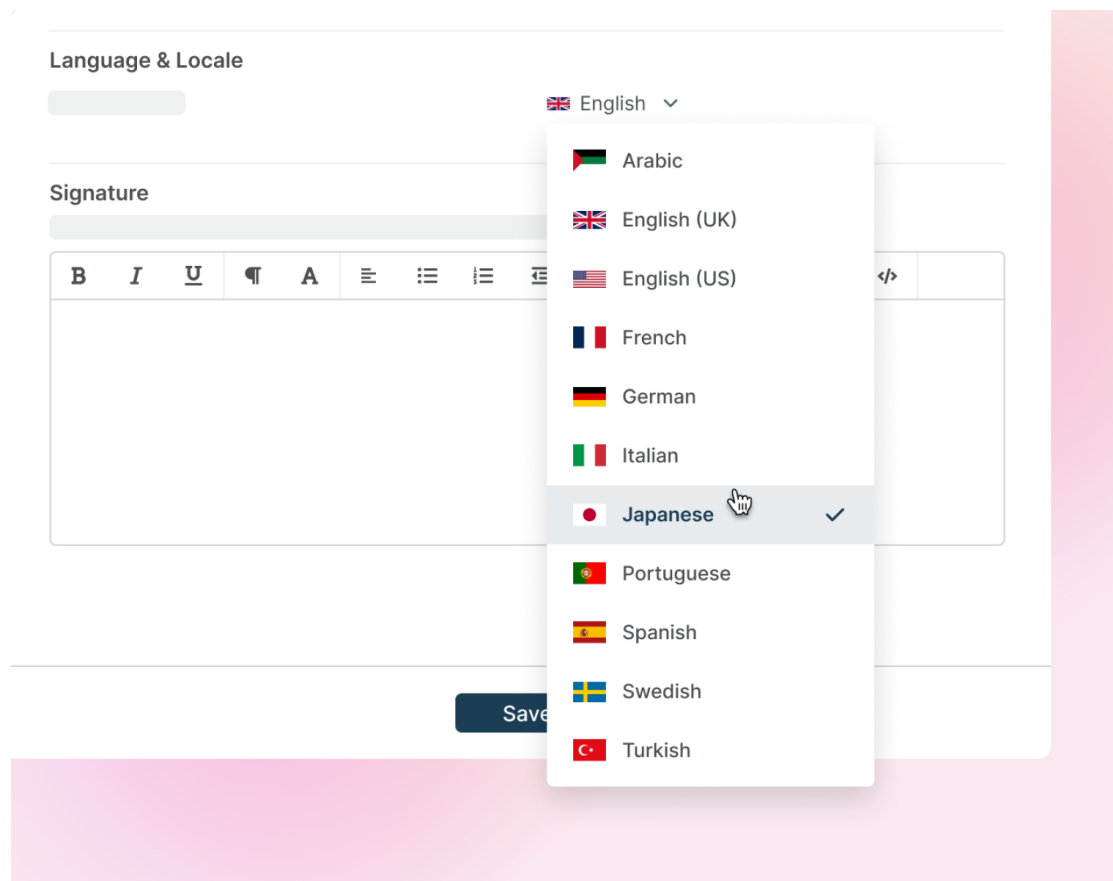 Language & Locale
English
Arabic
Signature
English (UK)
B I U ¶ A </>
English (US)
French
German
Italian
Japanese
Portuguese
Spanish
Swedish
Save
Turkish